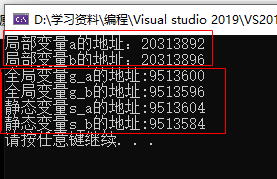 D:\学习资料\编程\Visual studio 2019\VS201
局部变量a的地址：20313892
局部变量b的地址：20313896
全局变量g_a的地址:9513600
全局变量g_b的地址:9513596
静态变量s_a的地址:9513604
静态变量s_b的地址:9513584
请按任意键继续. . .